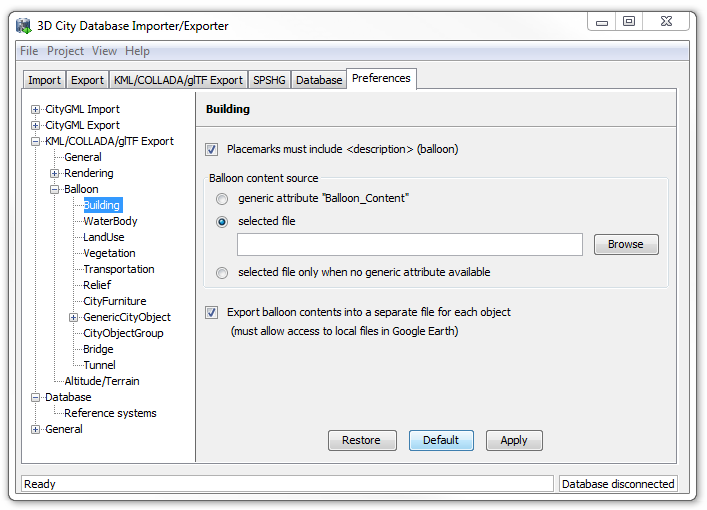 3D City Database Importer/Exporter
File Project View Help
Import Export KML/COLLADA/glTF Export SPSHG Database Preferences
CityGML Import
CityGML Export
KML/COLLADA/glTF Export
General
Rendering
Balloon
Building
WaterBody
LandUse
Vegetation
Transportation
Relief
CityFurniture
GenericCityObject
CityObjectGroup
Bridge
Tunnel
Altitude/Terrain
Database
Reference systems
General
Building
Placemarks must include <description> (balloon)
Balloon content source
generic attribute "Balloon_Content"
selected file
Browse
selected file only when no generic attribute available
Export balloon contents into a separate file for each object
(must allow access to local files in Google Earth)
Restore Default Apply
Ready Database disconnected